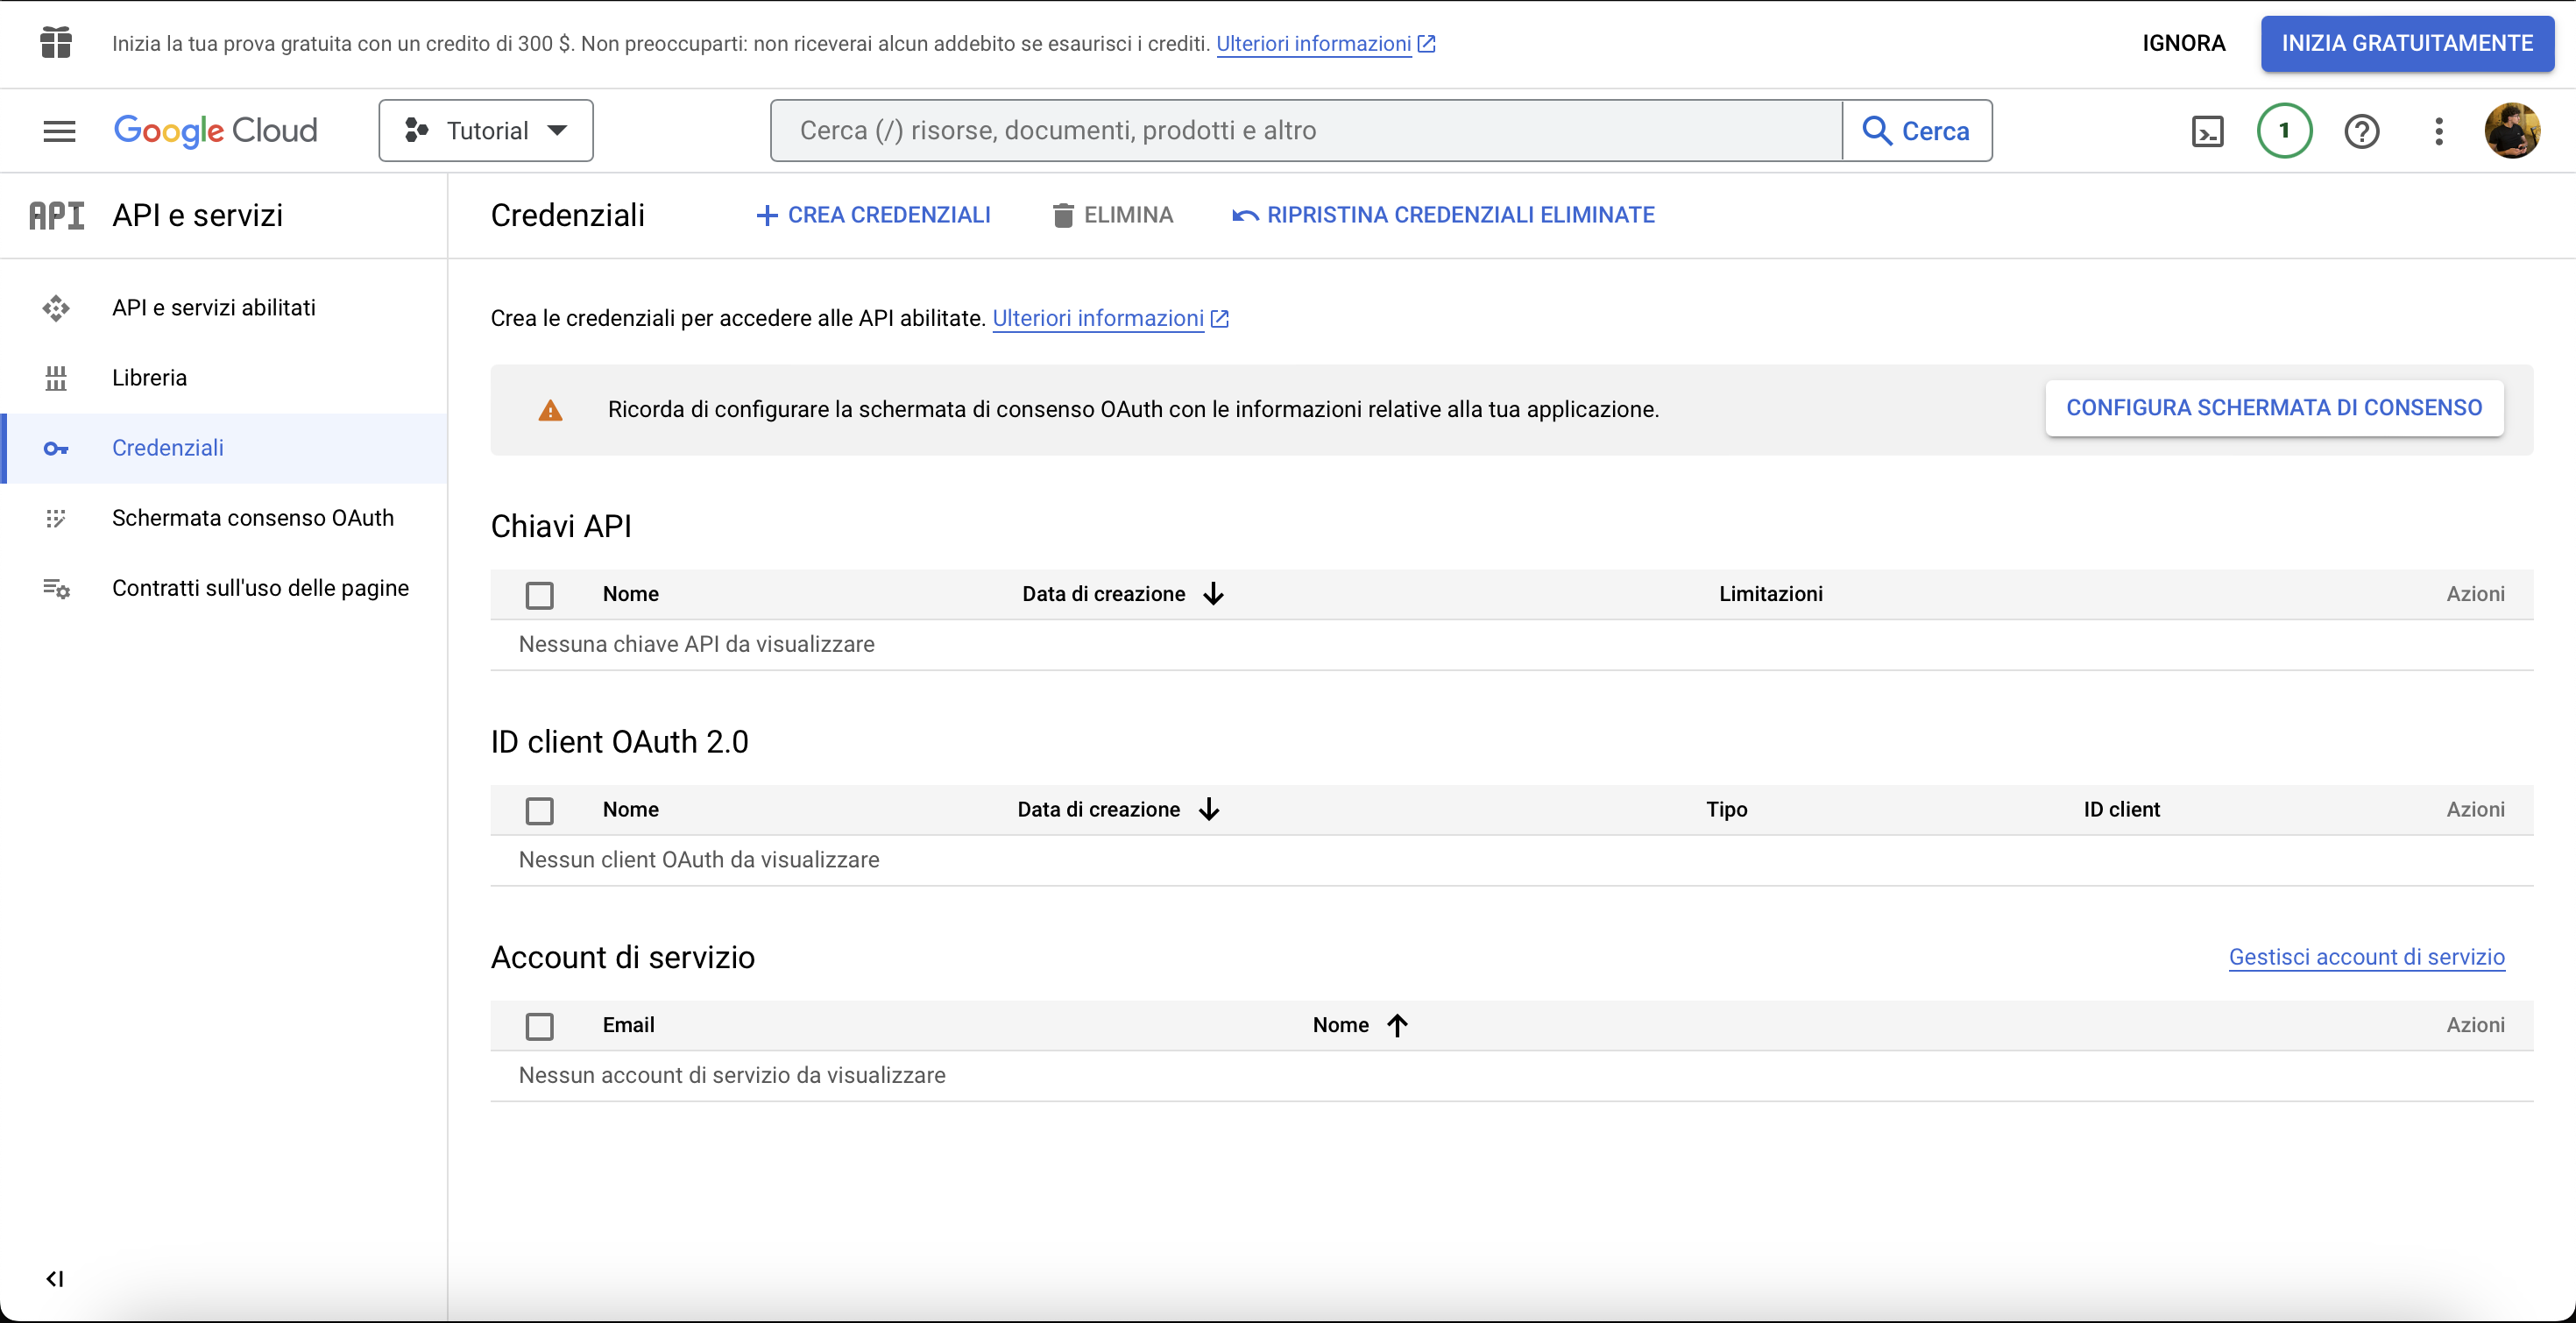 Inizia la tua prova gratuita con un credito di 300 $. Non preoccuparti: non riceverai alcun addebito se esaurisci i crediti. Ulteriori informazioni
IGNORA
INIZIA GRATUITAMENTE
Google Cloud
Tutorial
Cerca (/) risorse, documenti, prodotti e altro
Cerca
1
API API e servizi
Credenziali
CREA CREDENZIALI
ELIMINA
RIPRISTINA CREDENZIALI ELIMINATE
API e servizi abilitati
Libreria
Credenziali
Schermata consenso OAuth
Contratti sull'uso delle pagine
Crea le credenziali per accedere alle API abilitate. Ulteriori informazioni
Ricorda di configurare la schermata di consenso OAuth con le informazioni relative alla tua applicazione.
CONFIGURA SCHERMATA DI CONSENSO
Chiavi API
Nome Data di creazione Limitazioni Azioni
Nessuna chiave API da visualizzare
ID client OAuth 2.0
Nome Data di creazione Tipo ID client Azioni
Nessun client OAuth da visualizzare
Account di servizio
Gestisci account di servizio
Email Nome Azioni
Nessun account di servizio da visualizzare